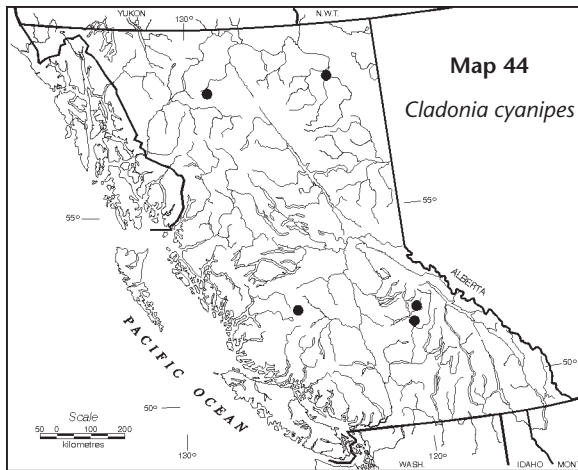 YUKON
130°
N.W.T.
Map 44
Cladonia cyanipes
55°
55°
ALBERTA
PACIFIC OCEAN
50°
Scale
50 0 100 200
kilometres
50°
130°
120°
WASH.
IDAHO
MONT